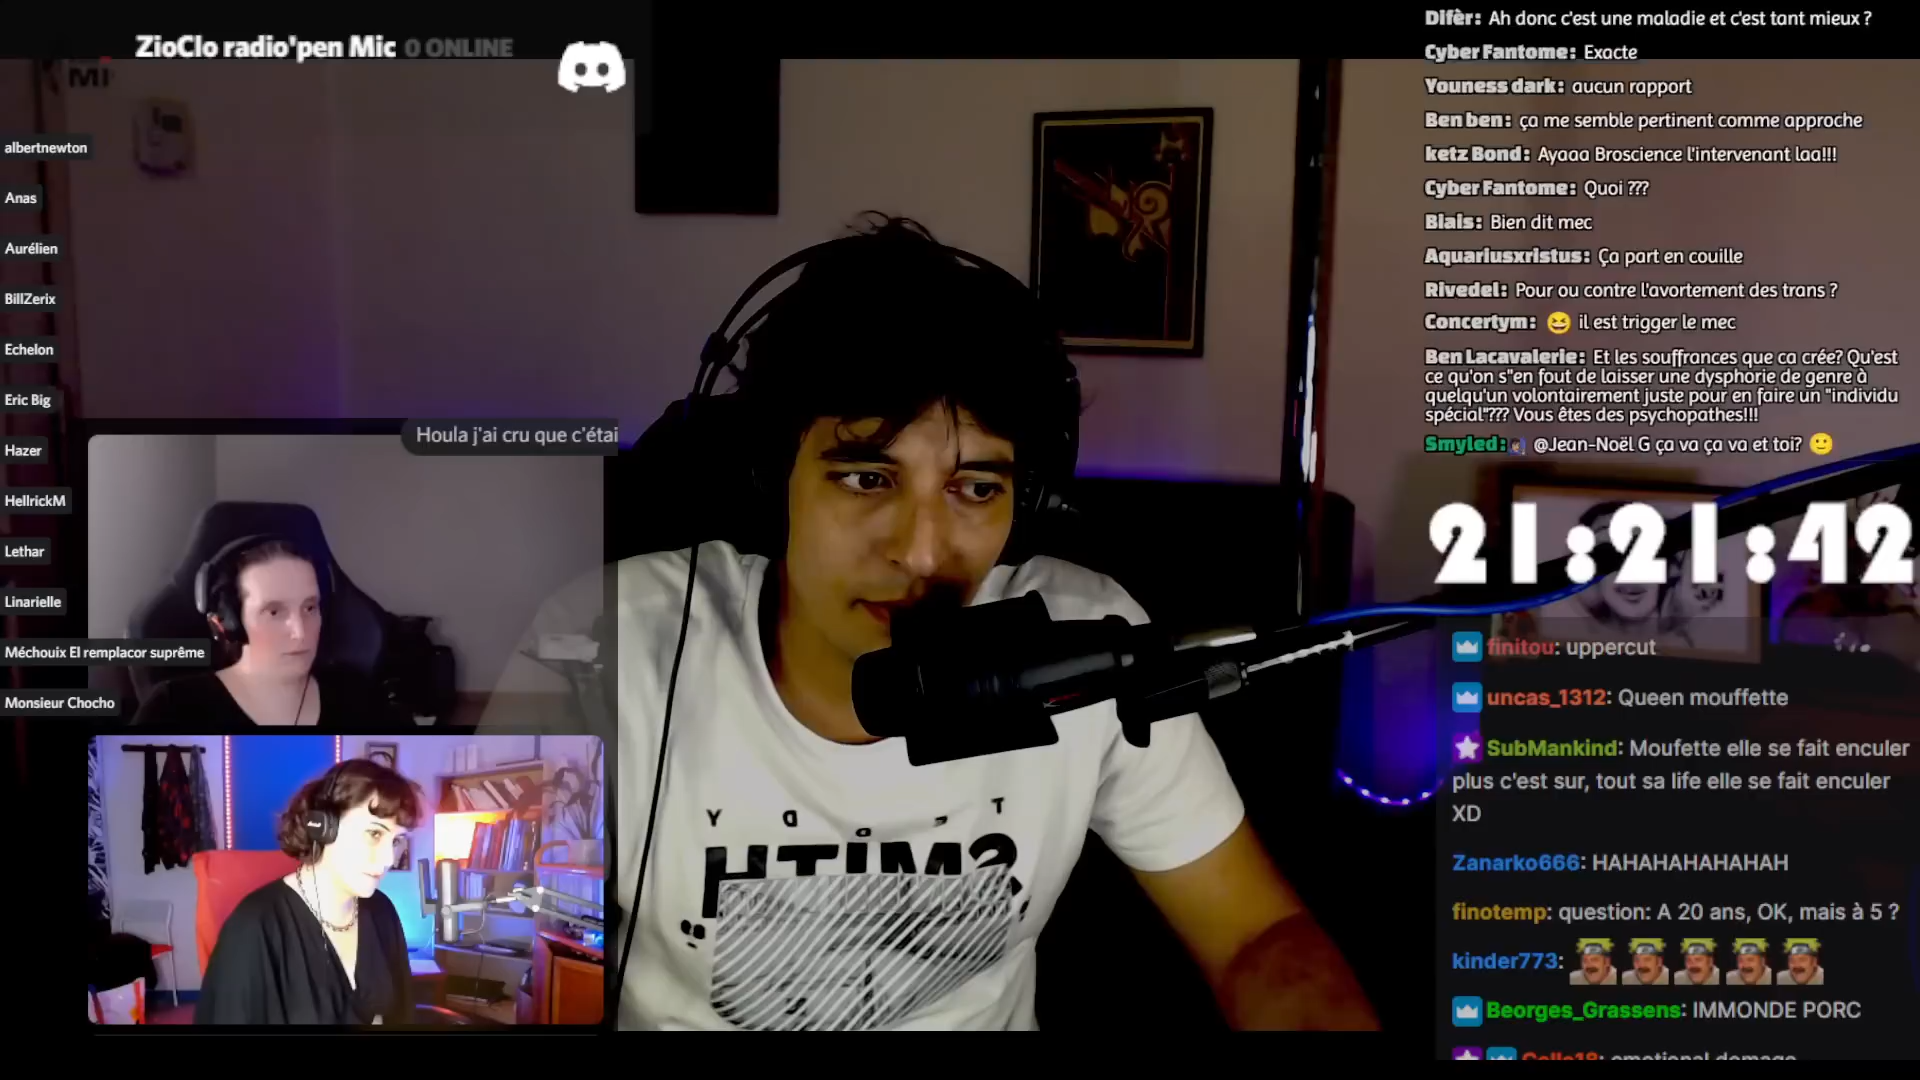 ZioClo radio'pen Mic 0 ONLINE
MI
albertnewton
Anas
Aurélien
BillZerix
Echelon
Eric Big
Hazer
HellrickM
Lethar
Linarielle
Méchouix El remplacor suprême
Monsieur Chocho
Houla j'ai cru que c'étai
Difèr: Ah donc c'est une maladie et c'est tant mieux ?
Cyber Fantome: Exacte
Youness dark: aucun rapport
Ben ben: ça me semble pertinent comme approche
ketz Bond: Ayaaa Broscience l'intervenant laa!!!
Cyber Fantome: Quoi ???
Blais: Bien dit mec
Aquariusxristus: Ça part en couille
Rivedel: Pour ou contre l'avortement des trans ?
Concertym: 😆 il est trigger le mec
Ben Lacavalerie: Et les souffrances que ca crée? Qu'est
ce qu'on s"en fout de laisser une dysphorie de genre à
quelqu'un volontairement juste pour en faire un "individu
spécial"??? Vous êtes des psychopathes!!!
Smyled: @Jean-Noël G ça va ça va et toi? 🙂
21:21:42
finitou: uppercut
uncas_1312: Queen mouffette
SubMankind: Moufette elle se fait enculer
plus c'est sur, tout sa life elle se fait enculer
XD
Zanarko666: HAHAHAHAHAHAH
finotemp: question: A 20 ans, OK, mais à 5 ?
kinder773:
Beorges_Grassens: IMMONDE PORC